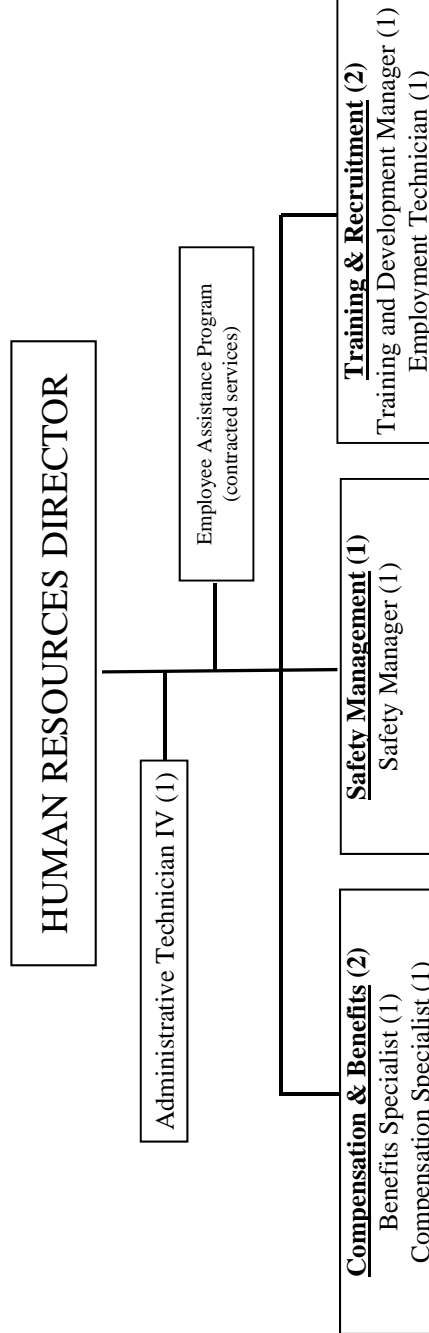 HUMAN RESOURCES DIRECTOR
Administrative Technician IV (1)
Employee Assistance Program
(contracted services)
Compensation & Benefits (2)
Benefits Specialist (1)
Compensation Specialist (1)
Safety Management (1)
Safety Manager (1)
Training & Recruitment (2)
Training and Development Manager (1)
Employment Technician (1)